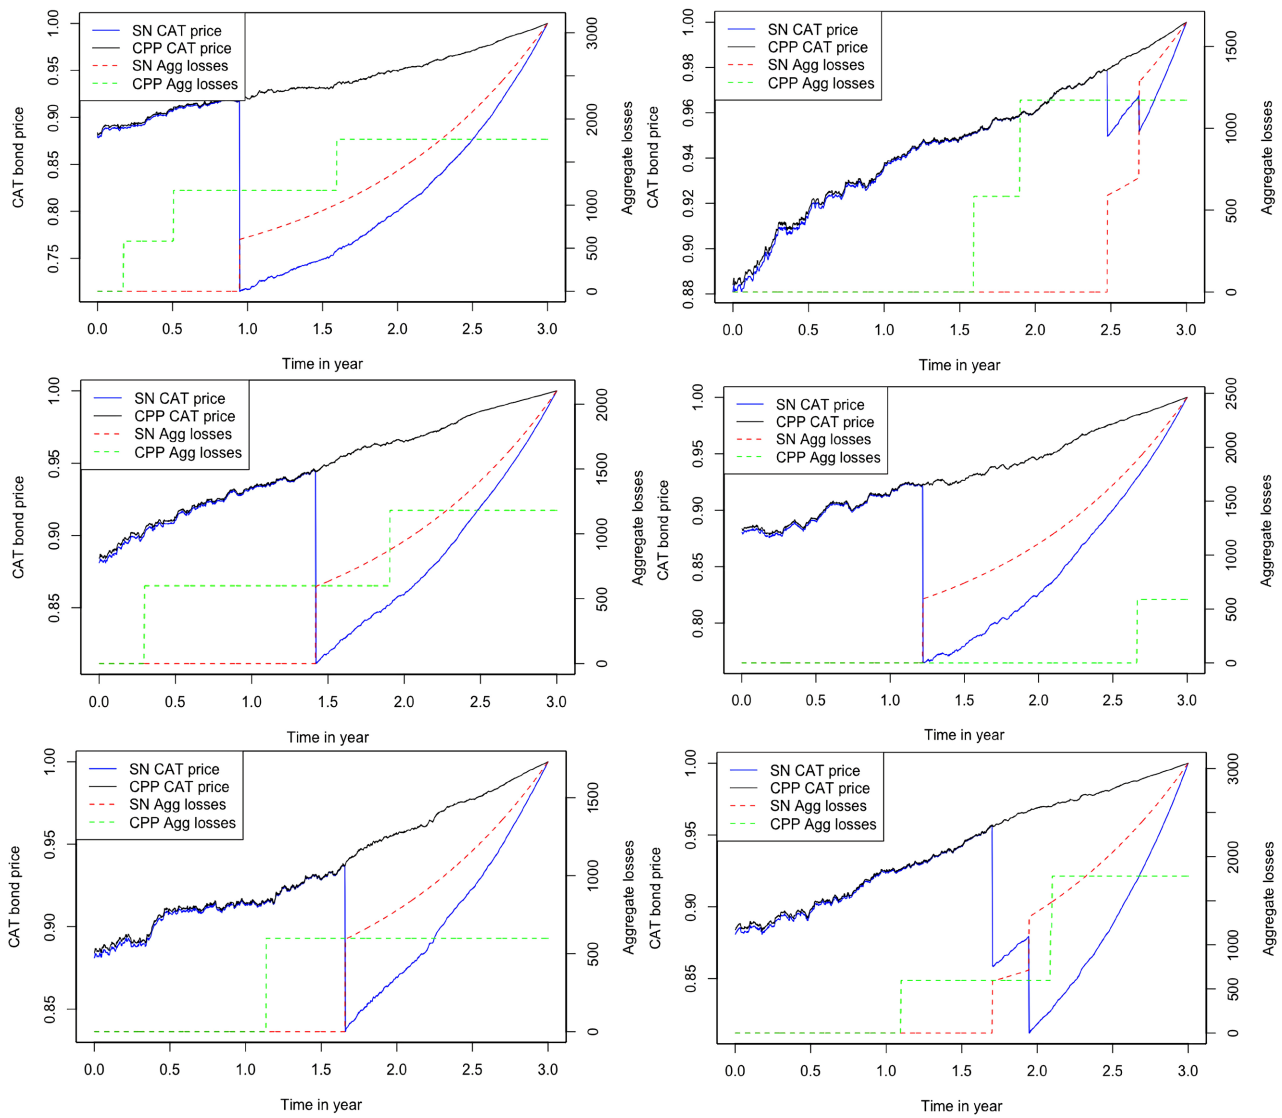 SN CAT price
CPP CAT price
SN Agg losses
CPP Agg losses
CAT bond price
0.75 0.80 0.85 0.90 0.95 1.00
0 500 1000 2000 3000
Aggregate losses
0.0 0.5 1.0 1.5 2.0 2.5 3.0
Time in year
SN CAT price
CPP CAT price
SN Agg losses
CPP Agg losses
CAT bond price
0.88 0.90 0.92 0.94 0.96 0.98 1.00
0 500 1000 1500
Aggregate losses
0.0 0.5 1.0 1.5 2.0 2.5 3.0
Time in year
SN CAT price
CPP CAT price
SN Agg losses
CPP Agg losses
CAT bond price
0.85 0.90 0.95 1.00
0 500 1000 1500 2000
Aggregate losses
0.0 0.5 1.0 1.5 2.0 2.5 3.0
Time in year
SN CAT price
CPP CAT price
SN Agg losses
CPP Agg losses
CAT bond price
0.80 0.85 0.90 0.95 1.00
0 500 1000 1500 2000 2500
Aggregate losses
0.0 0.5 1.0 1.5 2.0 2.5 3.0
Time in year
SN CAT price
CPP CAT price
SN Agg losses
CPP Agg losses
CAT bond price
0.85 0.90 0.95 1.00
0 500 1000 1500
Aggregate losses
0.0 0.5 1.0 1.5 2.0 2.5 3.0
Time in year
SN CAT price
CPP CAT price
SN Agg losses
CPP Agg losses
CAT bond price
0.85 0.90 0.95 1.00
0 500 1000 2000 3000
Aggregate losses
0.0 0.5 1.0 1.5 2.0 2.5 3.0
Time in year